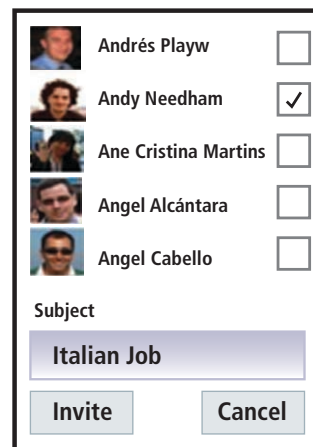 Andrés Playw
Andy Needham
Ane Cristina Martins
Angel Alcántara
Angel Cabello
Subject
Italian Job
Invite Cancel